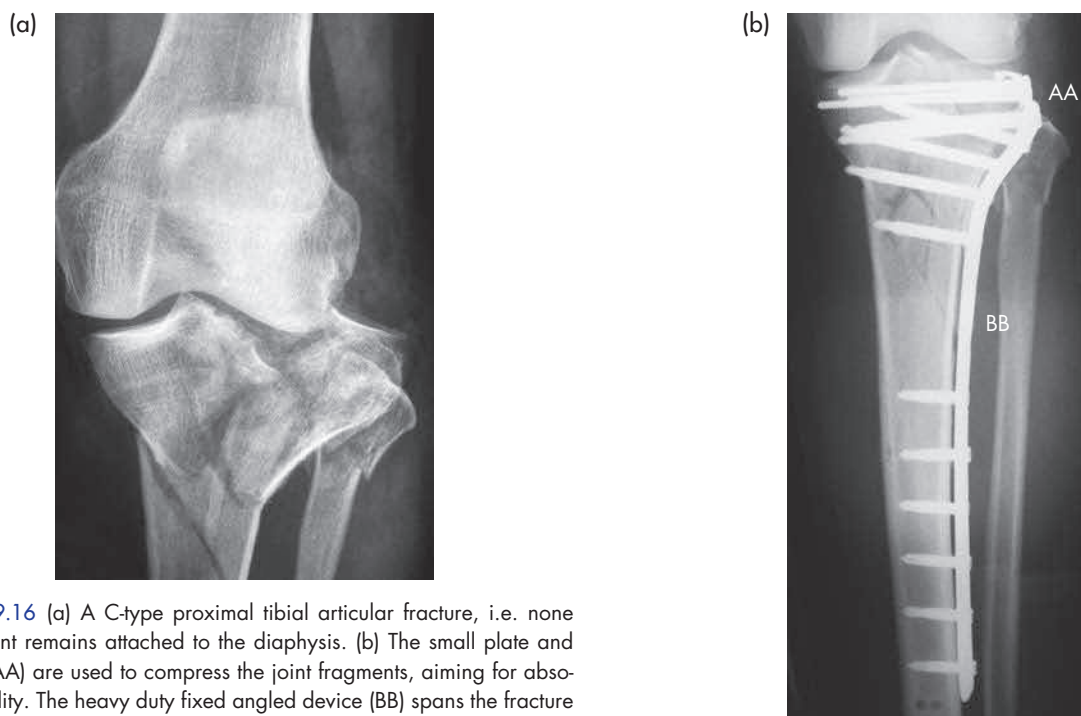 (a)
(b)
AA
BB
9.16 (a) A C-type proximal tibial articular fracture, i.e. none
nt remains attached to the diaphysis. (b) The small plate and
AA) are used to compress the joint fragments, aiming for abso-
lity. The heavy duty fixed angled device (BB) spans the fracture